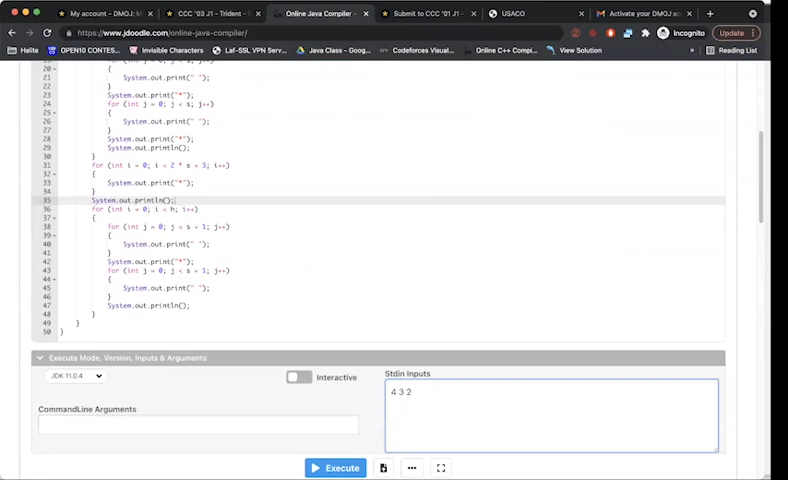 My account - DMOJ: M
CCC '03 J1 - Trident -
Online Java Compiler
Submit to CCC '01 J1 -
USACO
Activate your DMOJ ac
https://www.jdoodle.com/online-java-compiler/
Incognito
Update
Halite
OPEN10 CONTES...
Invisible Characters
Laf-SSL VPN Serv...
Java Class - Goog...
Codeforces Visual...
Online C++ Compi...
View Solution
»
Reading List
20
21 System.out.print(" ");
22 }
23 System.out.print("*");
24 for (int j = 0; j < s; j++)
25 {
26 System.out.print(" ");
27 }
28 System.out.print("*");
29 System.out.println();
30 }
31 for (int i = 0; i < 2 * s + 3; i++)
32 {
33 System.out.print("*");
34 }
35 System.out.println();
36 for (int i = 0; i < h; i++)
37 {
38 for (int j = 0; j < s + 1; j++)
39 {
40 System.out.print(" ");
41 }
42 System.out.print("*");
43 for (int j = 0; j < s + 1; j++)
44 {
45 System.out.print(" ");
46 }
47 System.out.println();
48 }
49 }
50 }
Execute Mode, Version, Inputs & Arguments
JDK 11.0.4
Interactive
Stdin Inputs
4 3 2
CommandLine Arguments
Execute